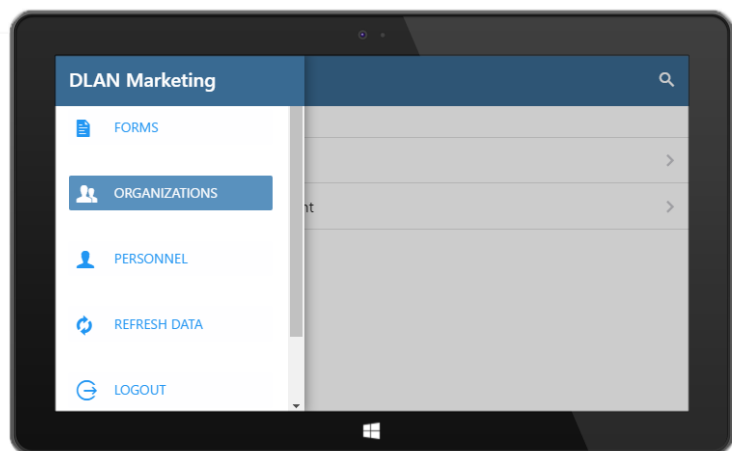 DLAN Marketing
FORMS
ORGANIZATIONS
nt
PERSONNEL
REFRESH DATA
LOGOUT